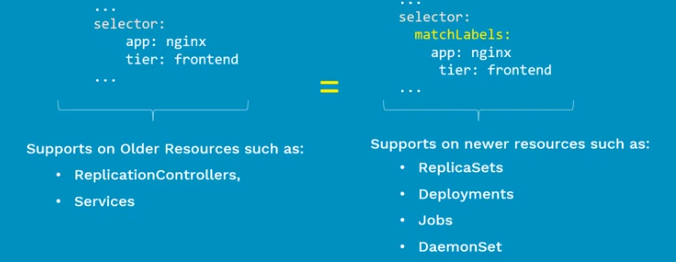 ...
selector:
    app: nginx
    tier: frontend
...
=
...
selector:
  matchLabels:
    app: nginx
     tier: frontend
...
Supports on Older Resources such as:
• ReplicationControllers,
• Services
Supports on newer resources such as:
• ReplicaSets
• Deployments
• Jobs
• DaemonSet